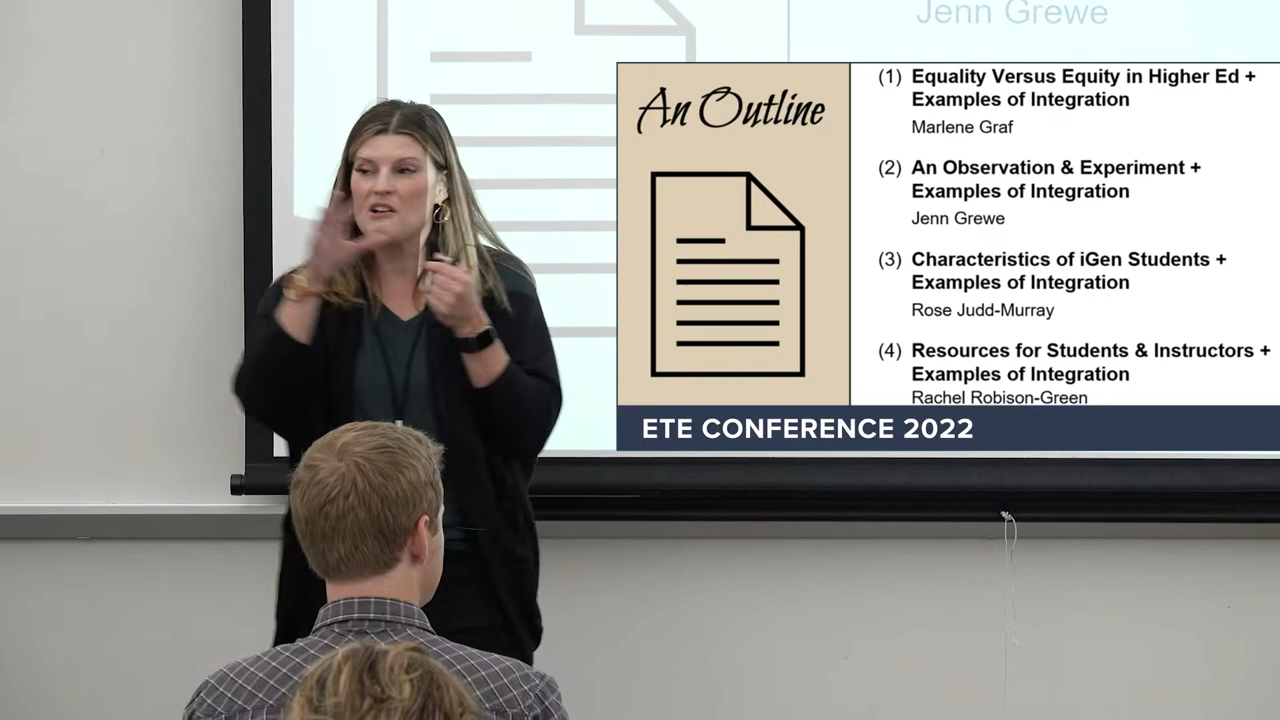 Jenn Grewe
An Outline
(1) Equality Versus Equity in Higher Ed +
Examples of Integration
Marlene Graf
(2) An Observation & Experiment +
Examples of Integration
Jenn Grewe
(3) Characteristics of iGen Students +
Examples of Integration
Rose Judd-Murray
(4) Resources for Students & Instructors +
Examples of Integration
Rachel Robison-Green
ETE CONFERENCE 2022